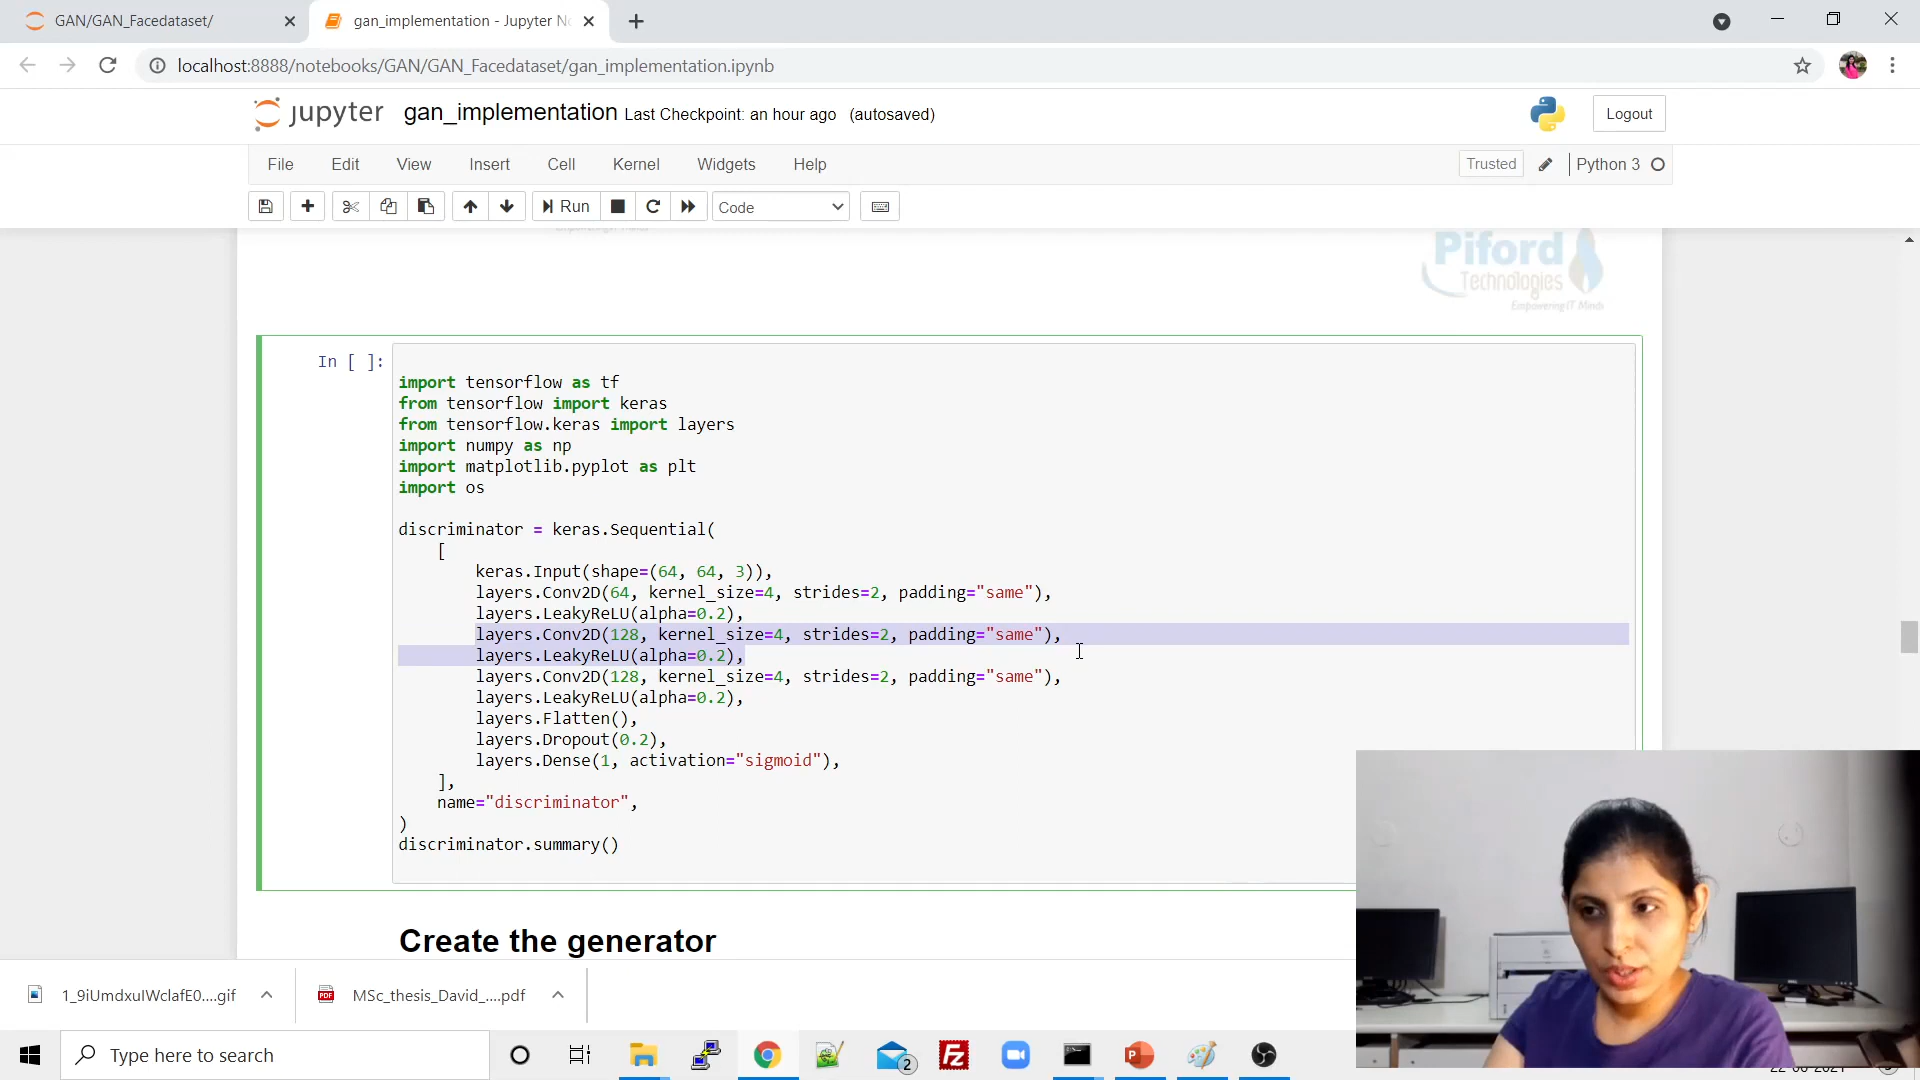 GAN/GAN_Facedataset/
gan_implementation - Jupyter N
localhost:8888/notebooks/GAN/GAN_Facedataset/gan_implementation.ipynb
jupyter gan_implementation Last Checkpoint: an hour ago (autosaved)
Logout
File Edit View Insert Cell Kernel Widgets Help
Trusted Python 3
Run Code
Piford
Technologies
Empowering IT Minds
In [ ]:
import tensorflow as tf
from tensorflow import keras
from tensorflow.keras import layers
import numpy as np
import matplotlib.pyplot as plt
import os
discriminator = keras.Sequential(
[
keras.Input(shape=(64, 64, 3)),
layers.Conv2D(64, kernel_size=4, strides=2, padding="same"),
layers.LeakyReLU(alpha=0.2),
layers.Conv2D(128, kernel_size=4, strides=2, padding="same"),
layers.LeakyReLU(alpha=0.2),
layers.Conv2D(128, kernel_size=4, strides=2, padding="same"),
layers.LeakyReLU(alpha=0.2),
layers.Flatten(),
layers.Dropout(0.2),
layers.Dense(1, activation="sigmoid"),
],
name="discriminator",
)
discriminator.summary()
Create the generator
1_9iUmdxuIWclafE0....gif
MSc_thesis_David_....pdf
Type here to search
2